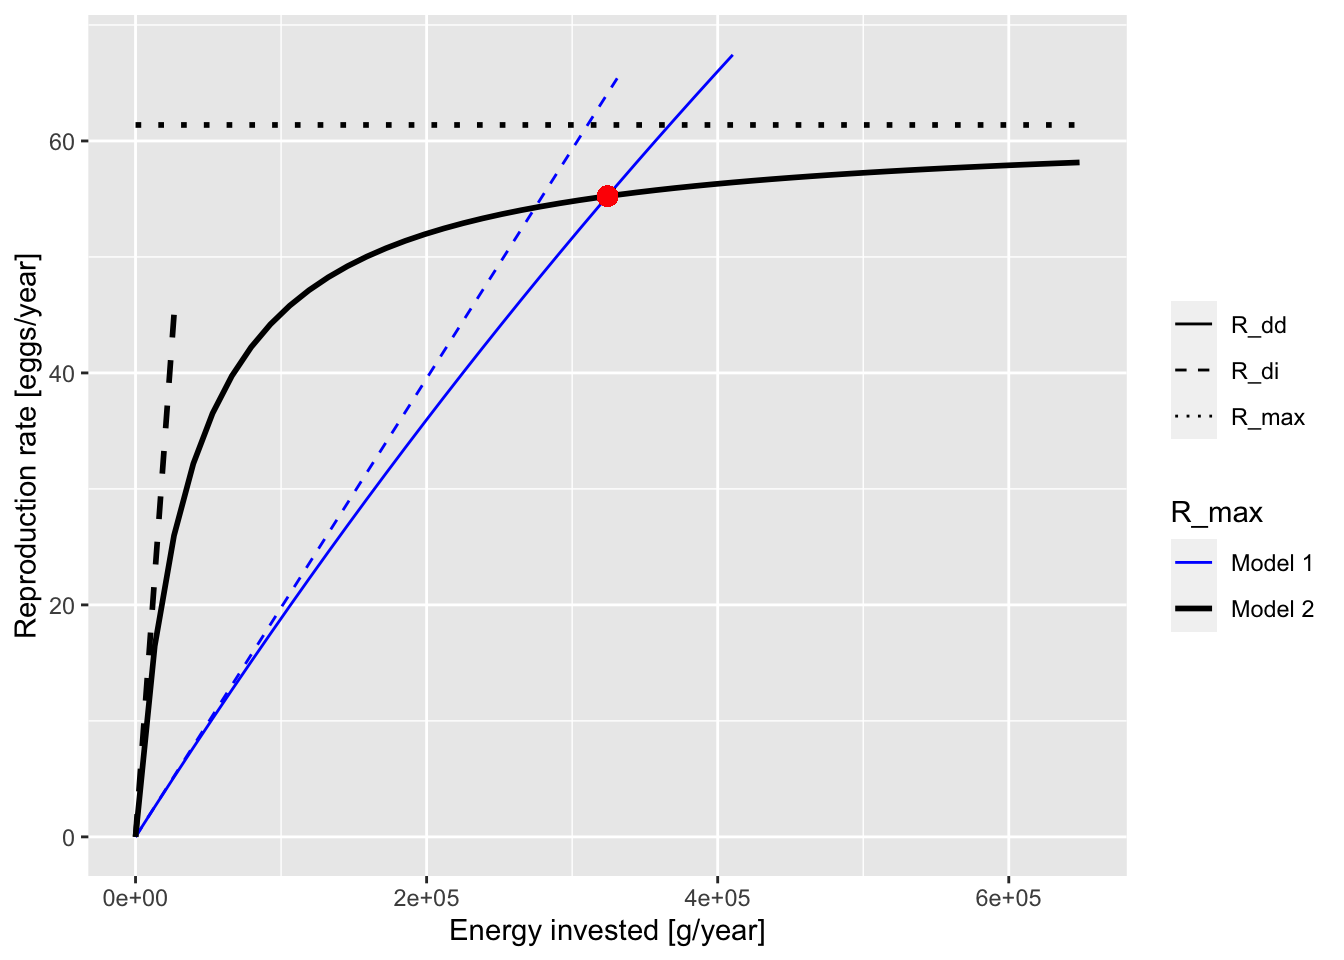 60
40
20
0
Reproduction rate [eggs/year]
0e+00
2e+05
4e+05
6e+05
Energy invested [g/year]
R_dd
R_di
R_max
R_max
Model 1
Model 2